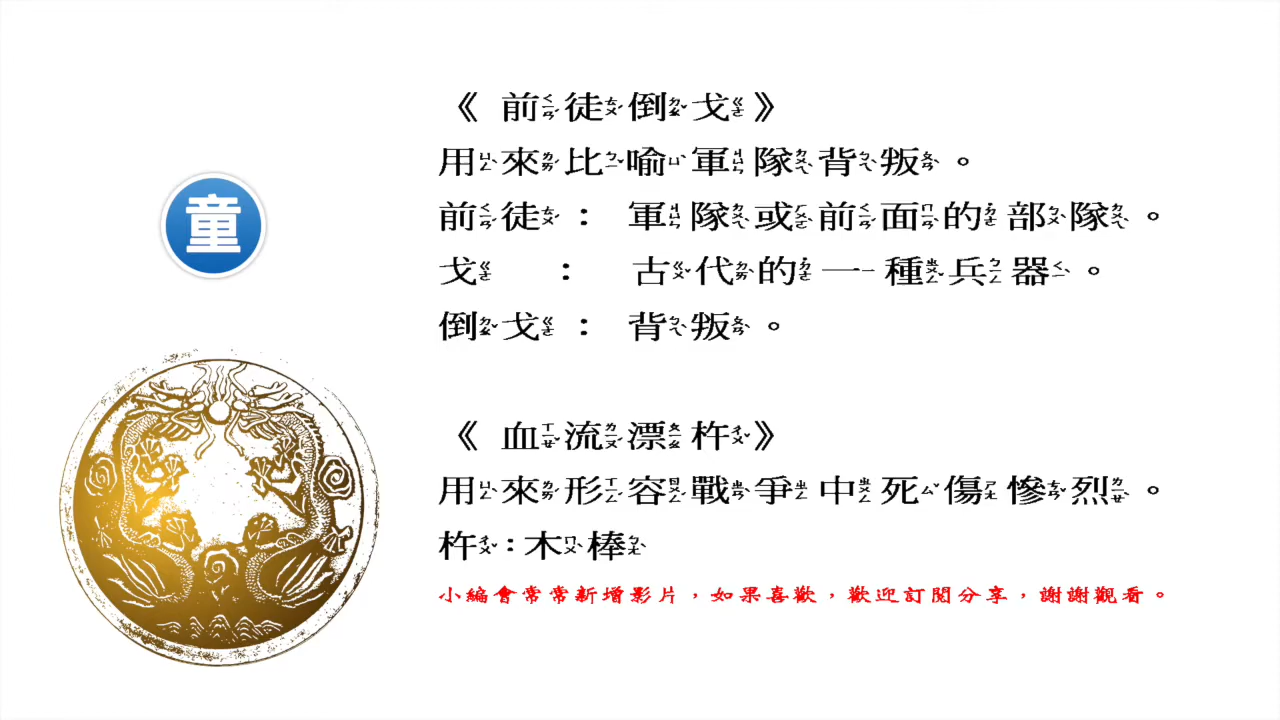 童
《前徒倒戈》
用來比喻軍隊背叛。
前徒： 軍隊或前面的部隊。
戈 ： 古代的一種兵器。
倒戈： 背叛。
《血流漂杵》
用來形容戰爭中死傷慘烈。
杵：木棒
小編會常常新增影片，如果喜歡，歡迎訂閱分享，謝謝觀看。